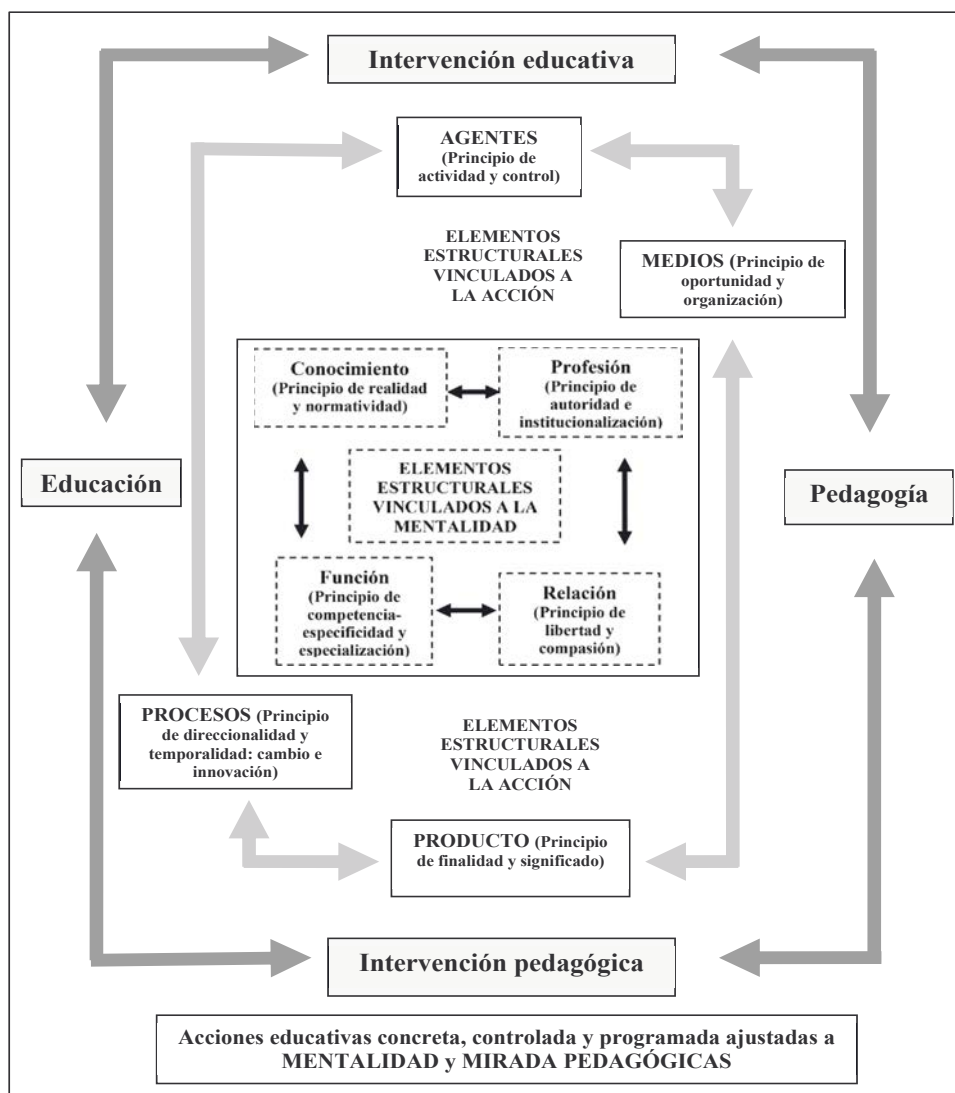 Intervención educativa
AGENTES
(Principio de
actividad y control)
ELEMENTOS
ESTRUCTURALES
VINCULADOS A
LA ACCIÓN
MEDIOS (Principio de
oportunidad y
organización)
Conocimiento
(Principio de realidad
y normatividad)
Profesión
(Principio de
autoridad e
institucionalización)
Educación
ELEMENTOS
ESTRUCTURALES
VINCULADOS A LA
MENTALIDAD
Pedagogía
Función
(Principio de
competencia-
especificidad y
especialización)
Relación
(Principio de
libertad y
compasión)
PROCESOS (Principio
de direccionalidad y
temporalidad: cambio e
innovación)
ELEMENTOS
ESTRUCTURALES
VINCULADOS A
LA ACCIÓN
PRODUCTO (Principio
de finalidad y significado)
Intervención pedagógica
Acciones educativas concreta, controlada y programada ajustadas a
MENTALIDAD y MIRADA PEDAGÓGICAS